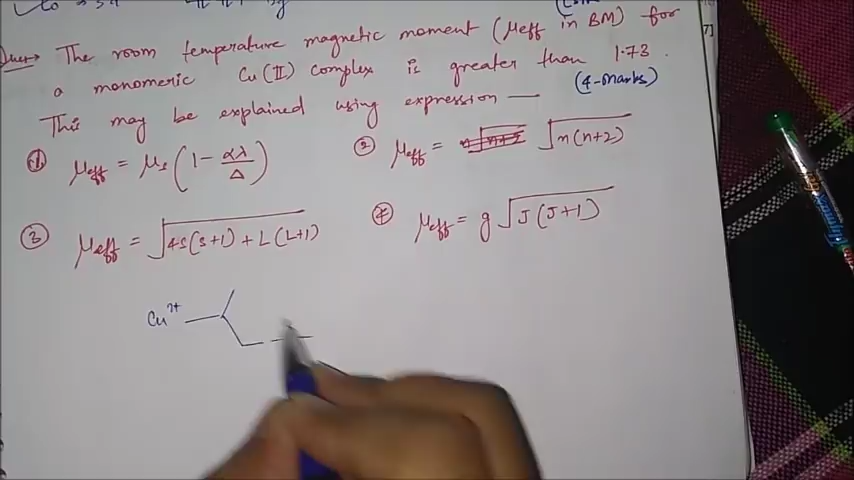 Ques→ The room temperature magnetic moment (μeff in BM) for
a monomeric Cu(II) complex is greater than 1.73.
This may be explained using expression — (4-marks)
① μeff = μs(1 - αλ/Δ)
② μeff = √n(n+2)
③ μeff = √4S(S+1) + L(L+1)
④ μeff = g√J(J+1)
Cu²⁺